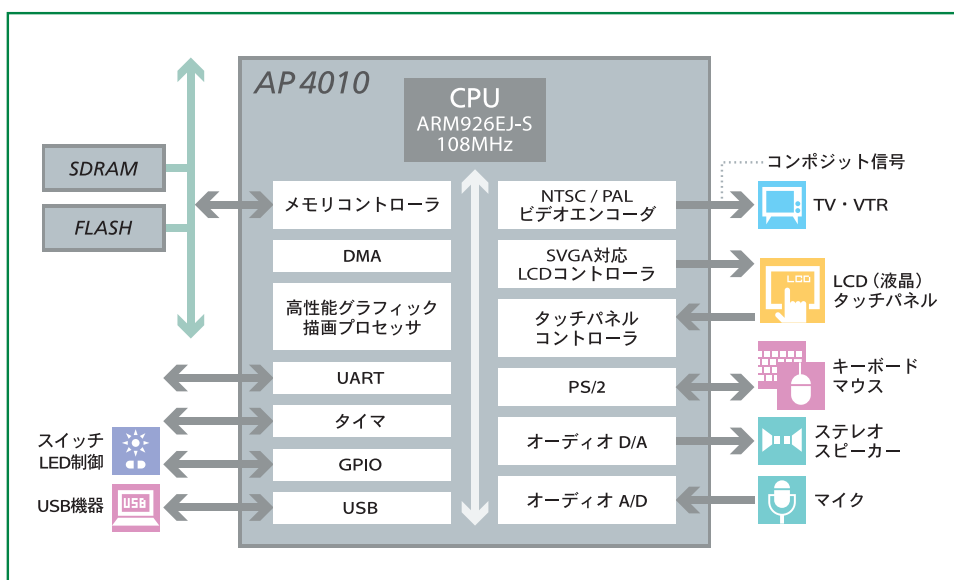 AP4010
CPU
ARM926EJ-S
108MHz
SDRAM
FLASH
メモリコントローラ
DMA
高性能グラフィック
描画プロセッサ
UART
タイマ
GPIO
USB
スイッチ
LED制御
USB機器
USB
NTSC / PAL
ビデオエンコーダ
SVGA対応
LCDコントローラ
タッチパネル
コントローラ
PS/2
オーディオ D/A
オーディオ A/D
コンポジット信号
TV・VTR
LCD
LCD（液晶）
タッチパネル
キーボード
マウス
ステレオ
スピーカー
マイク